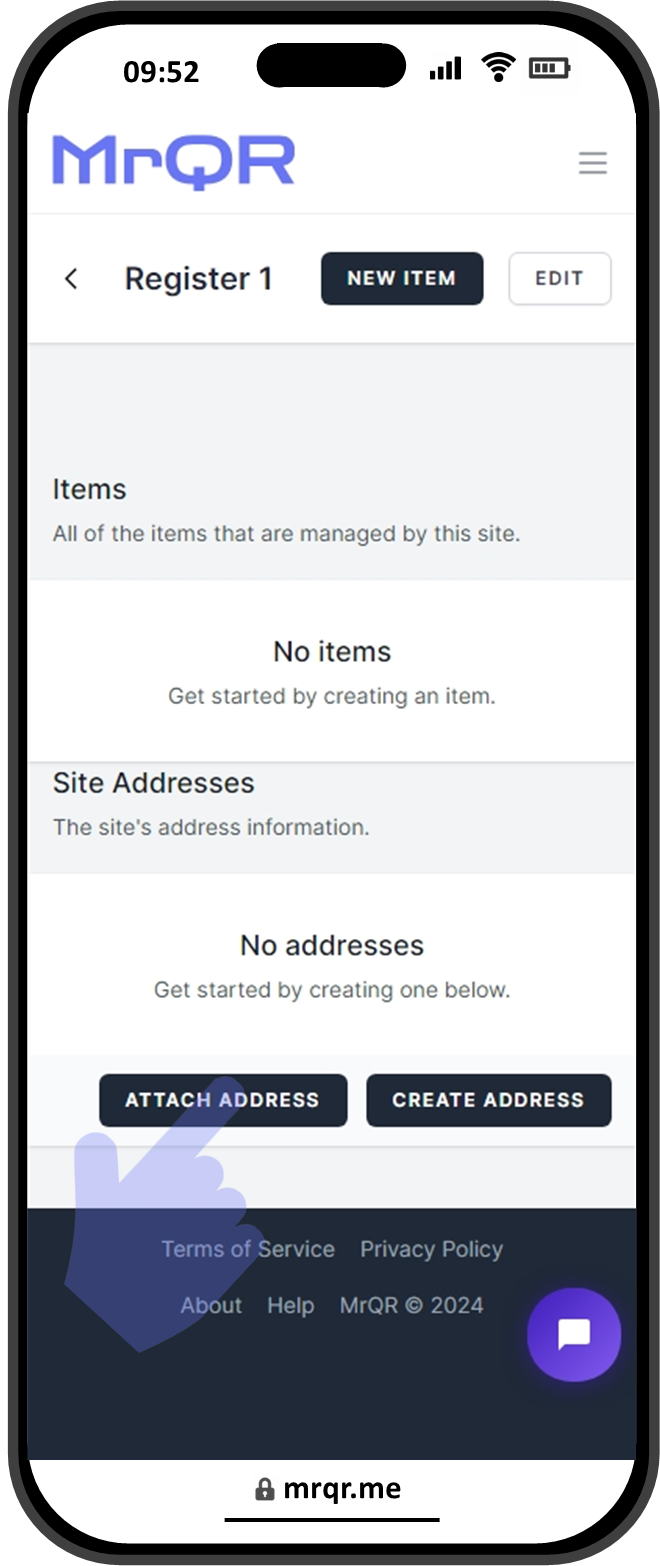 09:52
MrQR
Register 1 NEW ITEM EDIT
Items
All of the items that are managed by this site.
No items
Get started by creating an item.
Site Addresses
The site's address information.
No addresses
Get started by creating one below.
ATTACH ADDRESS CREATE ADDRESS
Terms of Service Privacy Policy
About Help MrQR © 2024
mrqr.me